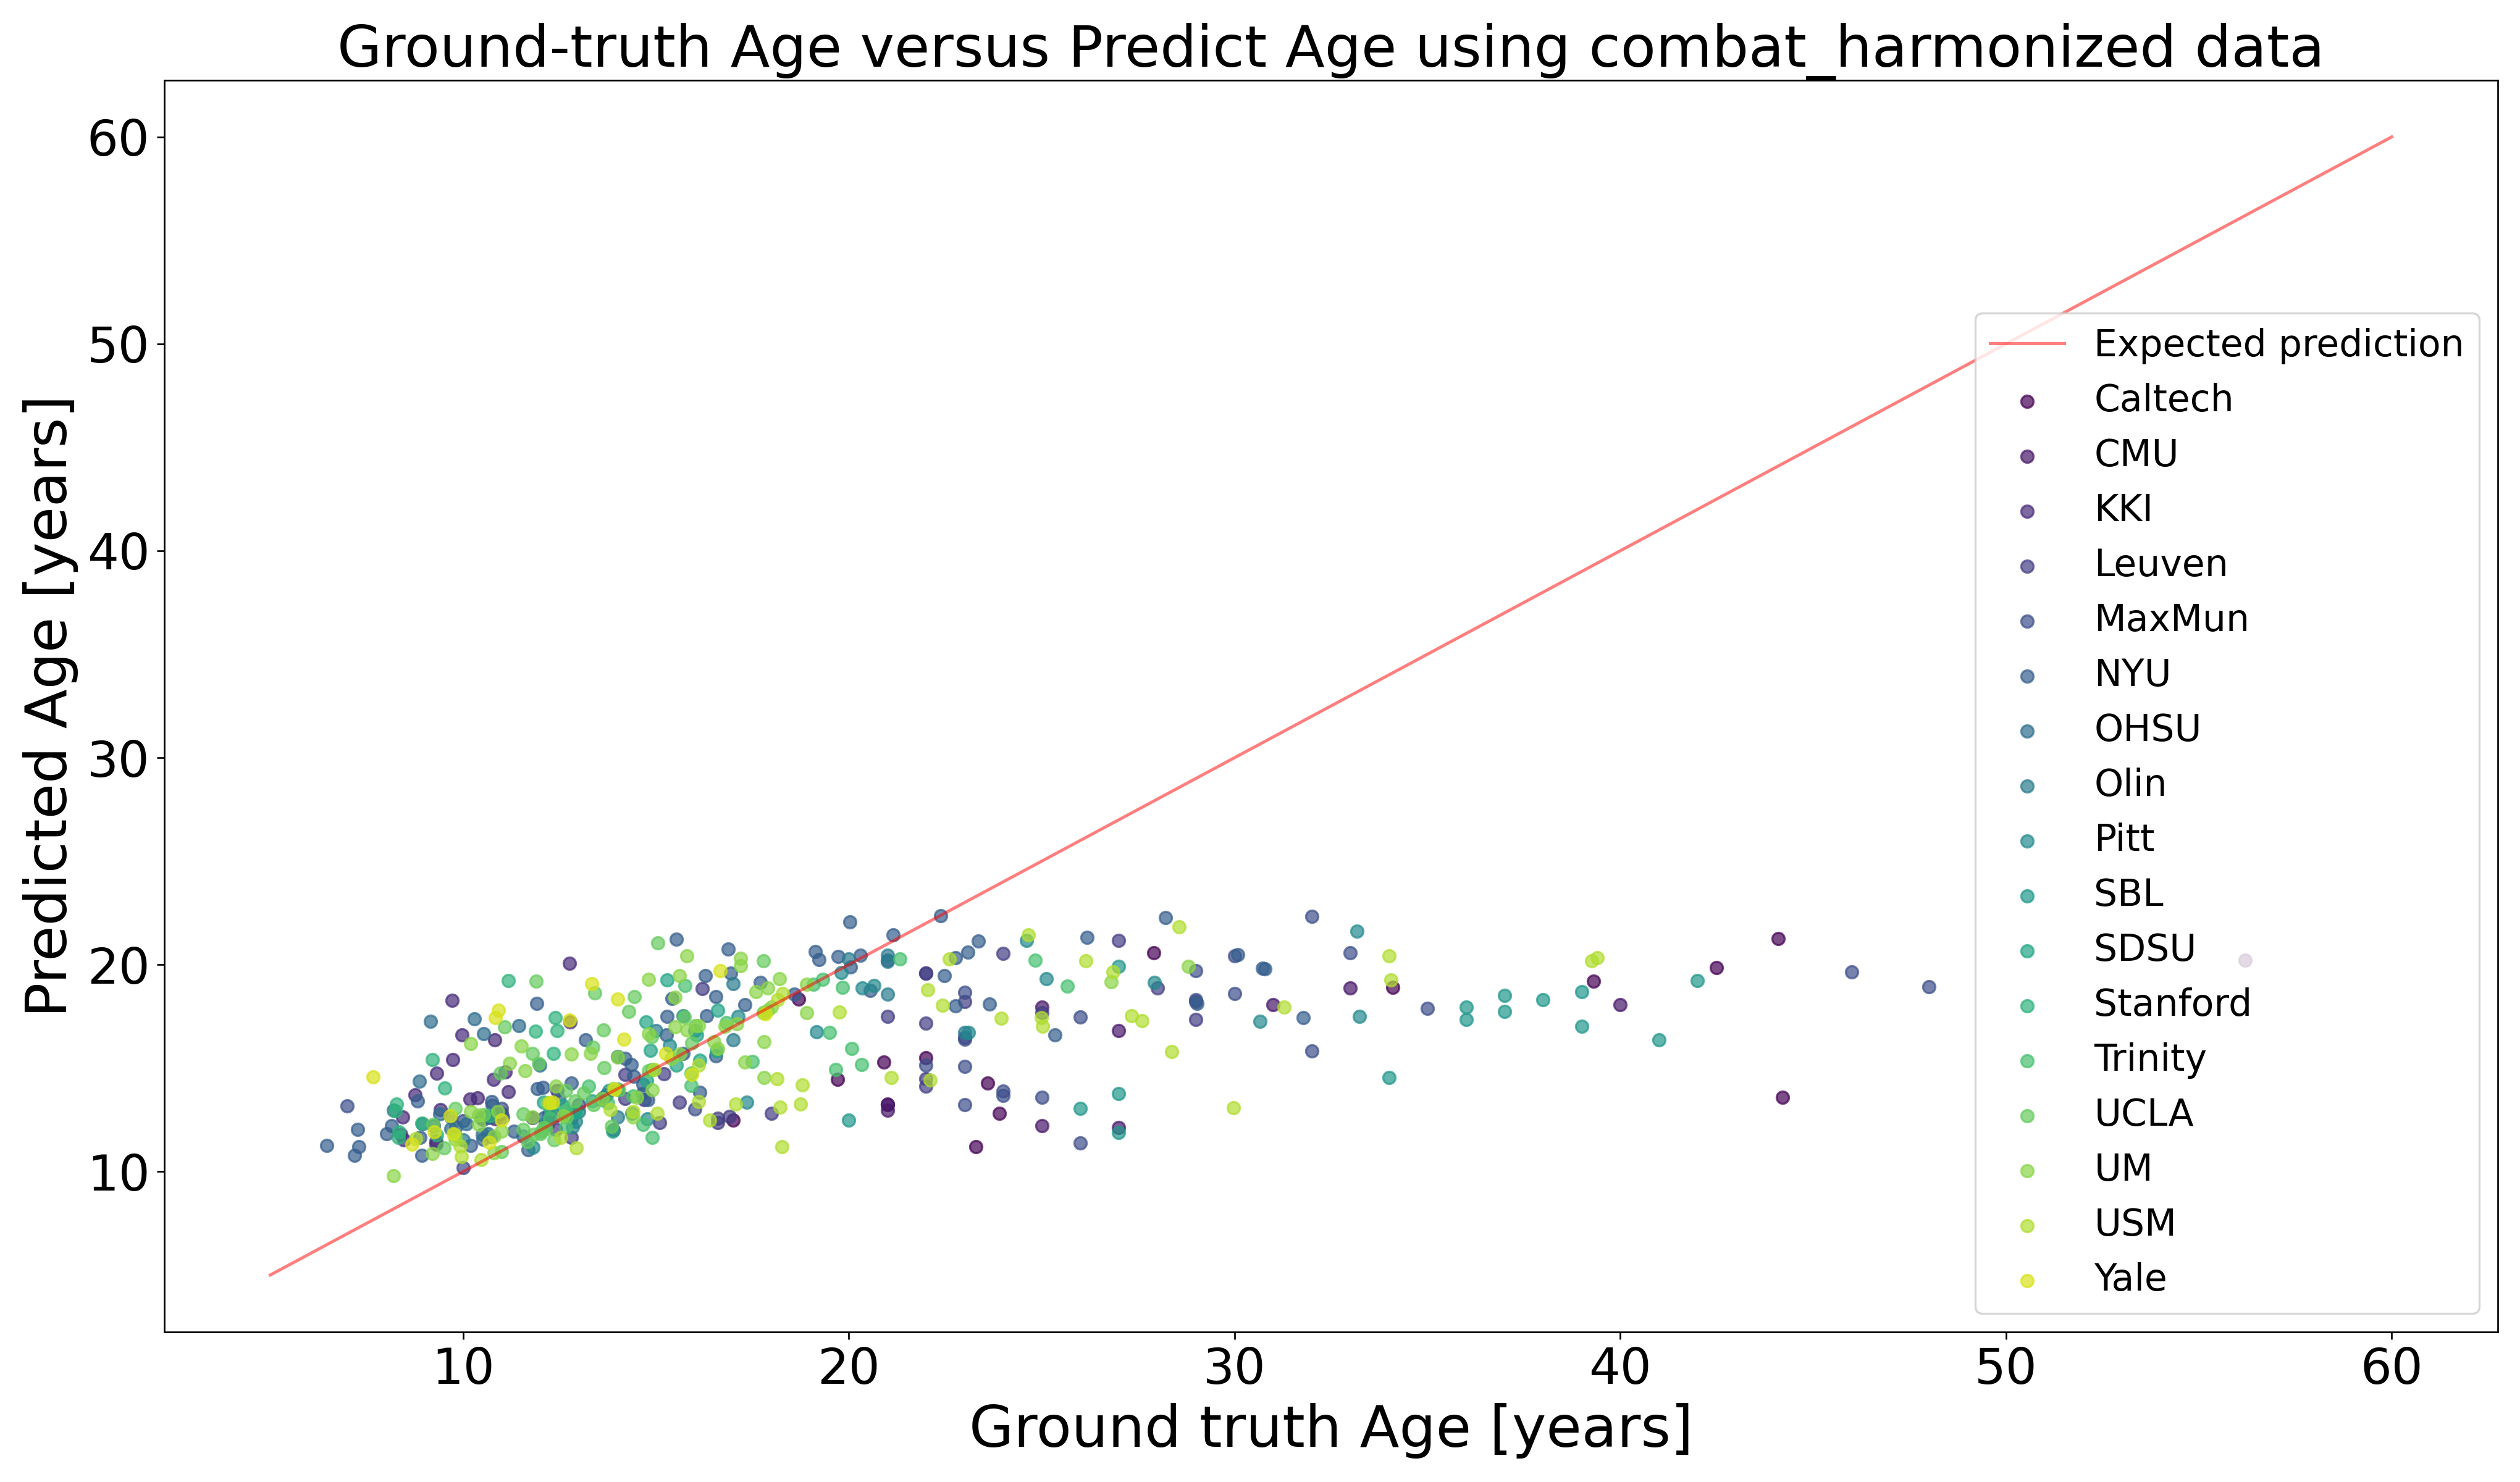 Ground-truth Age versus Predict Age using combat_harmonized data
Predicted Age [years]
60
50
40
30
20
10
10 20 30 40 50 60
Ground truth Age [years]
Expected prediction
Caltech
CMU
KKI
Leuven
MaxMun
NYU
OHSU
Olin
Pitt
SBL
SDSU
Stanford
Trinity
UCLA
UM
USM
Yale